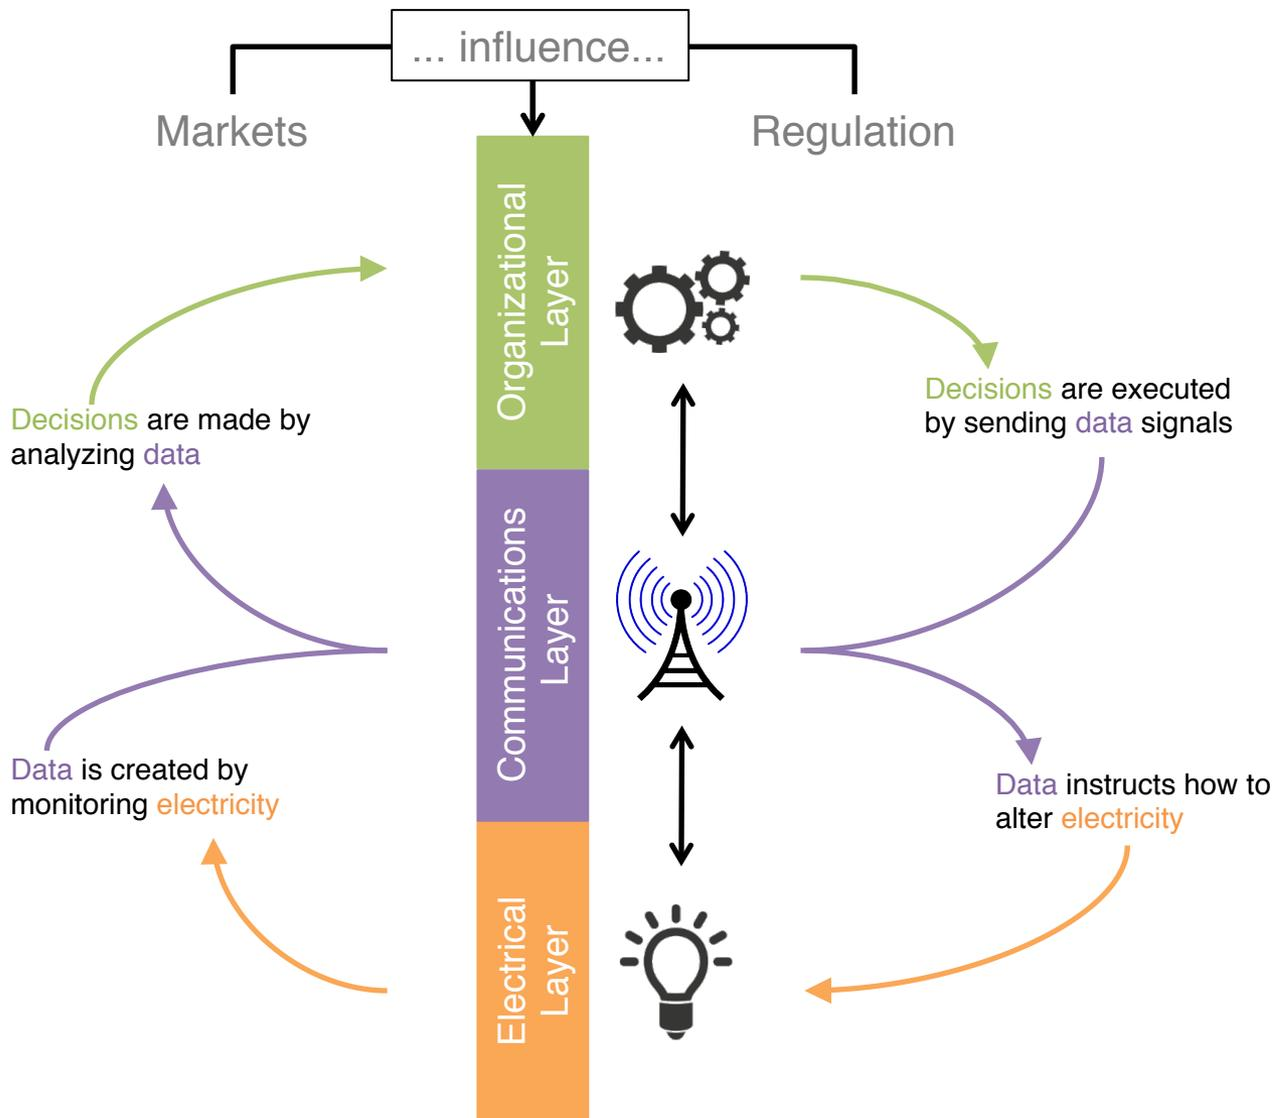 ... influence...
Markets
Regulation
Organizational
Layer
Decisions are made by
analyzing data
Decisions are executed
by sending data signals
Communications
Layer
Data is created by
monitoring electricity
Data instructs how to
alter electricity
Electrical
Layer